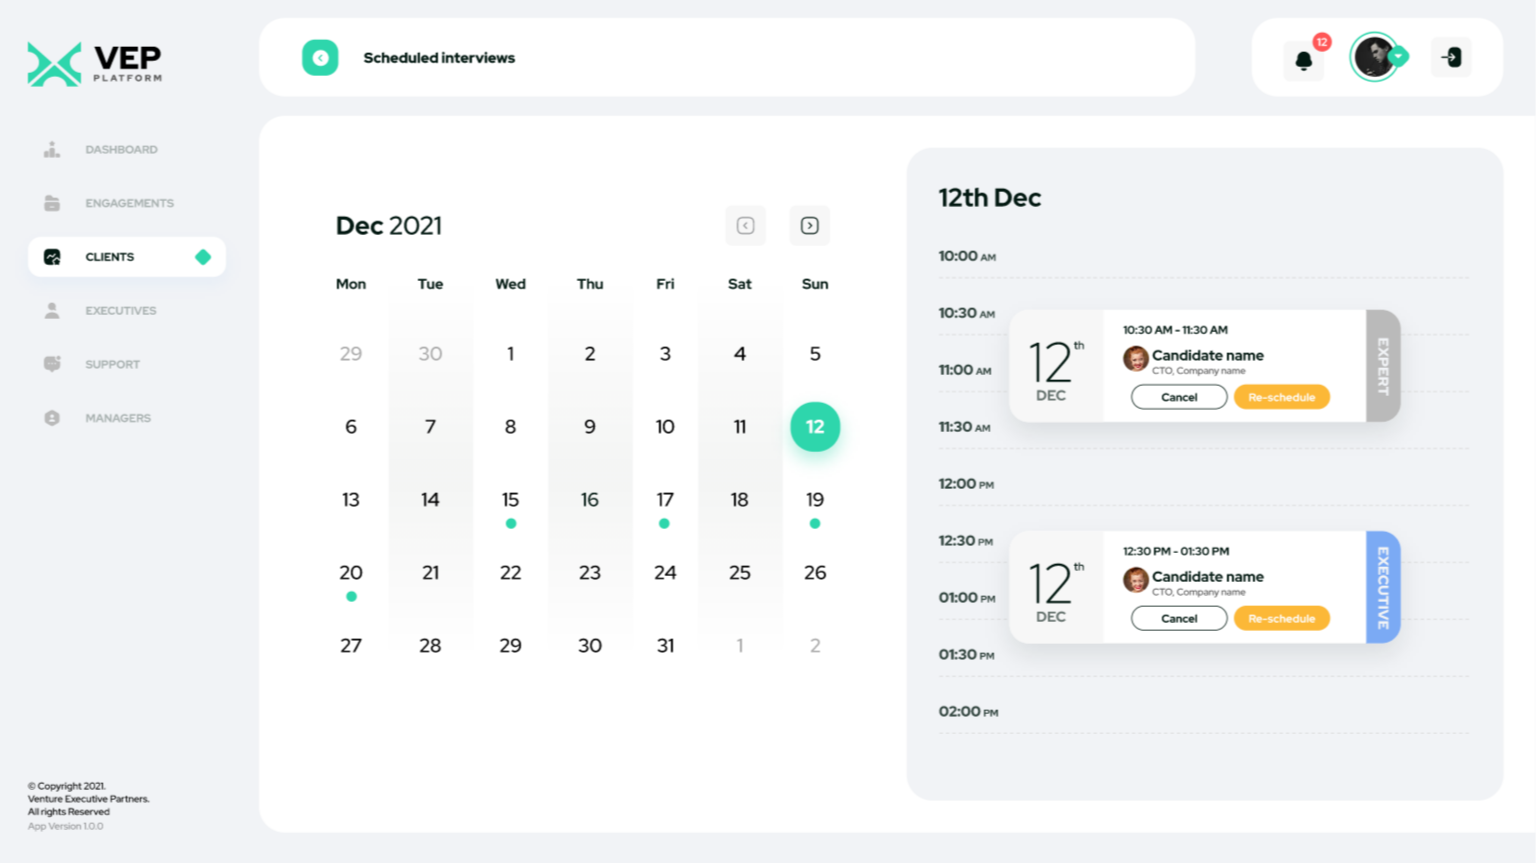 VEP
PLATFORM
Scheduled interviews
12
DASHBOARD
ENGAGEMENTS
CLIENTS
EXECUTIVES
SUPPORT
MANAGERS
© Copyright 2021.
Venture Executive Partners.
All rights Reserved
App Version 1.0.0
Dec 2021
Mon Tue Wed Thu Fri Sat Sun
29 30 1 2 3 4 5
6 7 8 9 10 11 12
13 14 15 16 17 18 19
20 21 22 23 24 25 26
27 28 29 30 31 1 2
12th Dec
10:00 AM
10:30 AM
11:00 AM
11:30 AM
12:00 PM
12:30 PM
01:00 PM
01:30 PM
02:00 PM
12th
DEC
10:30 AM - 11:30 AM
Candidate name
CTO, Company name
Cancel Re-schedule
EXPERT
12th
DEC
12:30 PM - 01:30 PM
Candidate name
CTO, Company name
Cancel Re-schedule
EXECUTIVE